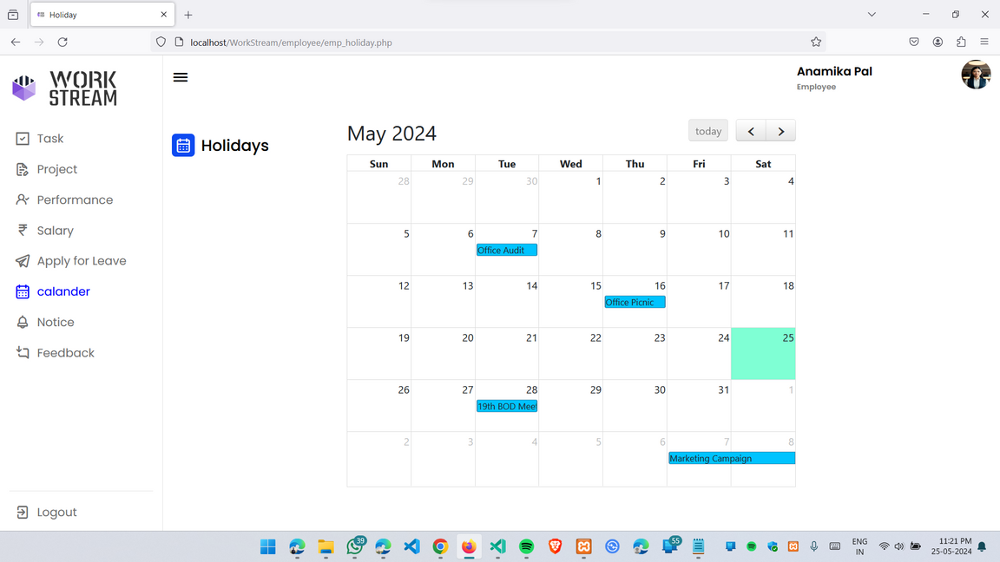 Holiday
localhost/WorkStream/employee/emp_holiday.php
WORK
STREAM
Anamika Pal
Employee
Task
Project
Performance
Salary
Apply for Leave
calander
Notice
Feedback
Logout
Holidays
May 2024
today
Sun Mon Tue Wed Thu Fri Sat
28 29 30 1 2 3 4
5 6 7 8 9 10 11
Office Audit
12 13 14 15 16 17 18
Office Picnic
19 20 21 22 23 24 25
26 27 28 29 30 31 1
19th BOD Mee
2 3 4 5 6 7 8
Marketing Campaign
39
55
ENG
IN
11:21 PM
25-05-2024